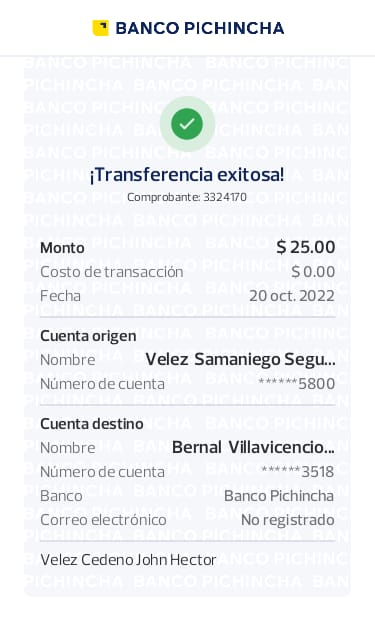 BANCO PICHINCHA
¡Transferencia exitosa!
Comprobante: 3324170
Monto $ 25.00
Costo de transacción $ 0.00
Fecha 20 oct. 2022
Cuenta origen
Nombre Velez Samaniego Segu...
Número de cuenta ******5800
Cuenta destino
Nombre Bernal Villavicencio...
Número de cuenta ******3518
Banco Banco Pichincha
Correo electrónico No registrado
Velez Cedeno John Hector